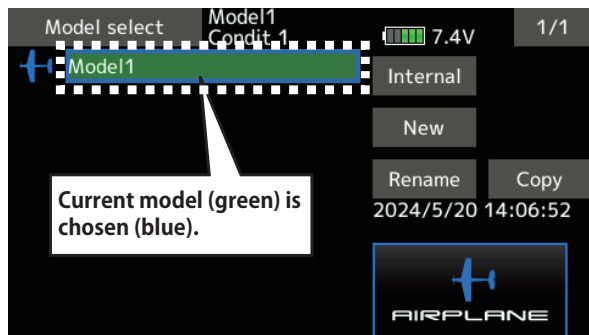 Model select
Model1
Condit 1
7.4V
1/1
Model1
Internal
New
Rename
Copy
2024/5/20 14:06:52
Current model (green) is
chosen (blue).
AIRPLANE